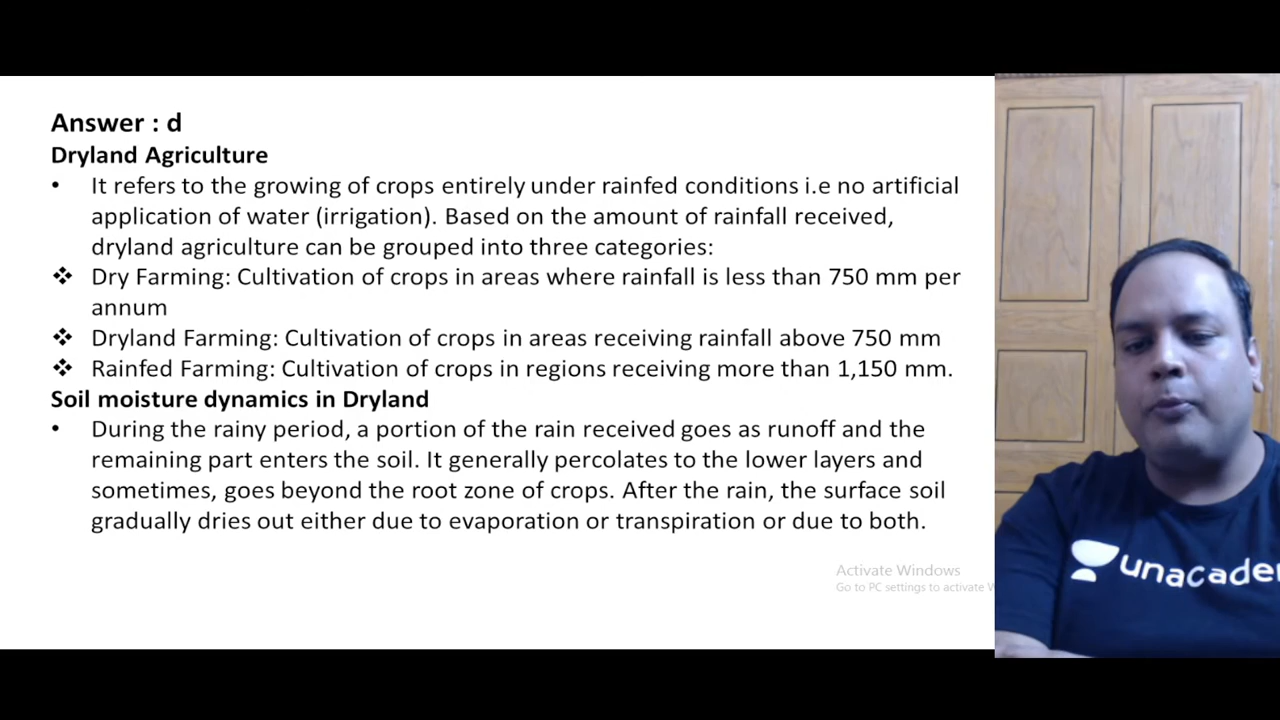 Answer : d
Dryland Agriculture
• It refers to the growing of crops entirely under rainfed conditions i.e no artificial
application of water (irrigation). Based on the amount of rainfall received,
dryland agriculture can be grouped into three categories:
❖ Dry Farming: Cultivation of crops in areas where rainfall is less than 750 mm per
annum
❖ Dryland Farming: Cultivation of crops in areas receiving rainfall above 750 mm
❖ Rainfed Farming: Cultivation of crops in regions receiving more than 1,150 mm.
Soil moisture dynamics in Dryland
• During the rainy period, a portion of the rain received goes as runoff and the
remaining part enters the soil. It generally percolates to the lower layers and
sometimes, goes beyond the root zone of crops. After the rain, the surface soil
gradually dries out either due to evaporation or transpiration or due to both.
Activate Windows
Go to PC settings to activate W
unacade